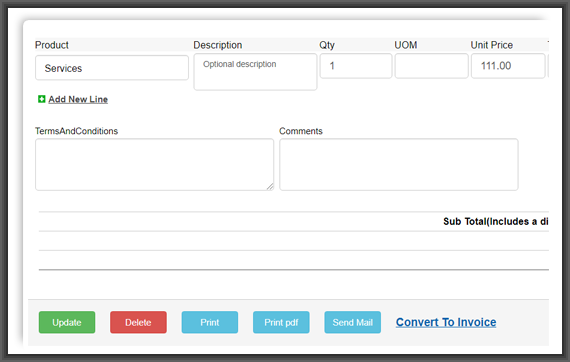 Product Description Qty UOM Unit Price
Services Optional description 1 111.00
Add New Line
TermsAndConditions Comments
Sub Total(Includes a di
Update Delete Print Print pdf Send Mail Convert To Invoice